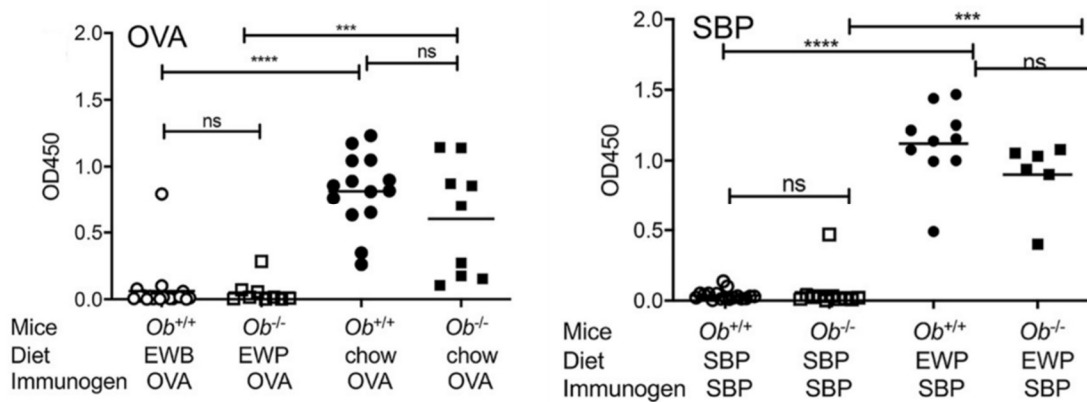 OVA
2.0
1.5
1.0
0.5
0.0
OD450
***
****
ns
ns
Mice Ob+/+ Ob-/- Ob+/+ Ob-/-
Diet EWB EWP chow chow
Immunogen OVA OVA OVA OVA
SBP
2.0
1.5
1.0
0.5
0.0
OD450
***
****
ns
ns
Mice Ob+/+ Ob-/- Ob+/+ Ob-/-
Diet SBP SBP EWP EWP
Immunogen SBP SBP SBP SBP